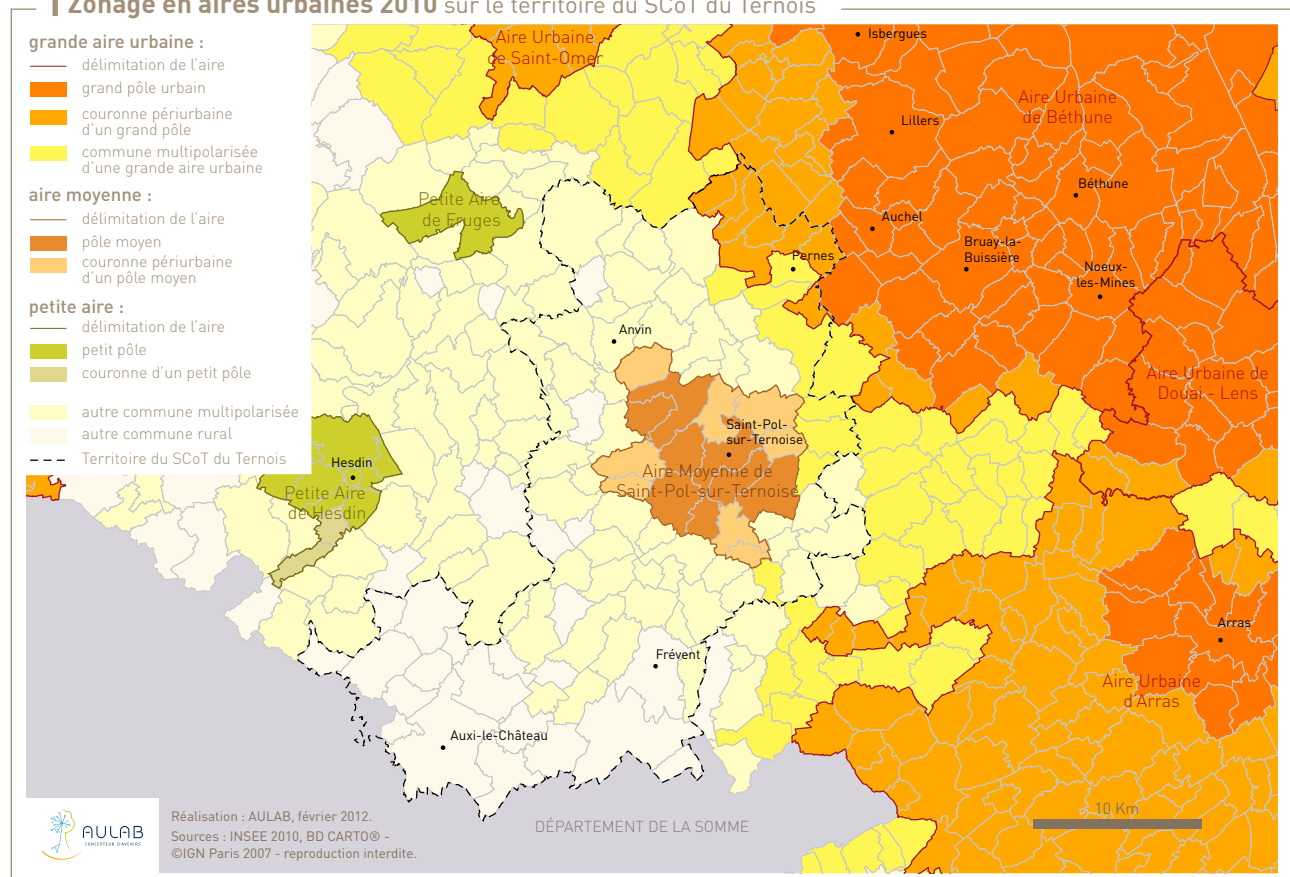 Zonage en aires urbaines 2010 sur le territoire du SCoT du Ternois
grande aire urbaine :
délimitation de l'aire
grand pôle urbain
couronne périurbaine
d'un grand pôle
commune multipolarisée
d'une grande aire urbaine
aire moyenne :
délimitation de l'aire
pôle moyen
couronne périurbaine
d'un pôle moyen
petite aire :
délimitation de l'aire
petit pôle
couronne d'un petit pôle
autre commune multipolarisée
autre commune rural
Territoire du SCoT du Ternois
Aire Urbaine
de Saint-Omer
Isbergues
Aire Urbaine
de Béthune
Lillers
Béthune
Petite Aire
de Fruges
Auchel
Bruay-la-
Buissière
Pernes
Noeux-
les-Mines
Anvin
Aire Urbaine de
Douai - Lens
Saint-Pol-
sur-Ternoise
Hesdin
Aire Moyenne de
Saint-Pol-sur-Ternoise
Petite Aire
de Hesdin
Arras
Frévent
Aire Urbaine
d'Arras
Auxi-le-Château
10 Km
DÉPARTEMENT DE LA SOMME
AULAB
CONCEPTEUR D'AVENIRS
Réalisation : AULAB, février 2012.
Sources : INSEE 2010, BD CARTO® -
©IGN Paris 2007 - reproduction interdite.